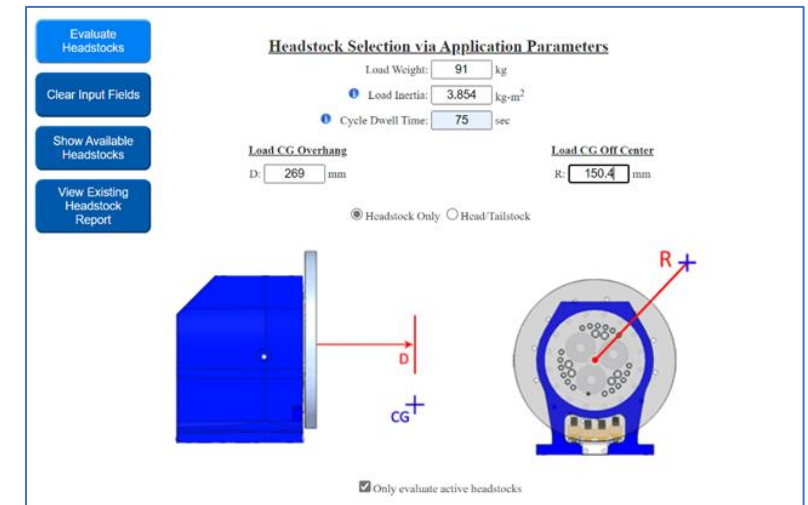 Evaluate
Headstocks
Clear Input Fields
Show Available
Headstocks
View Existing
Headstock
Report
Headstock Selection via Application Parameters
Load Weight: 91 kg
i Load Inertia: 3.854 kg-m²
i Cycle Dwell Time: 75 sec
Load CG Overhang
D: 269 mm
Load CG Off Center
R: 150.4 mm
Headstock Only Head/Tailstock
D
CG
R
Only evaluate active headstocks